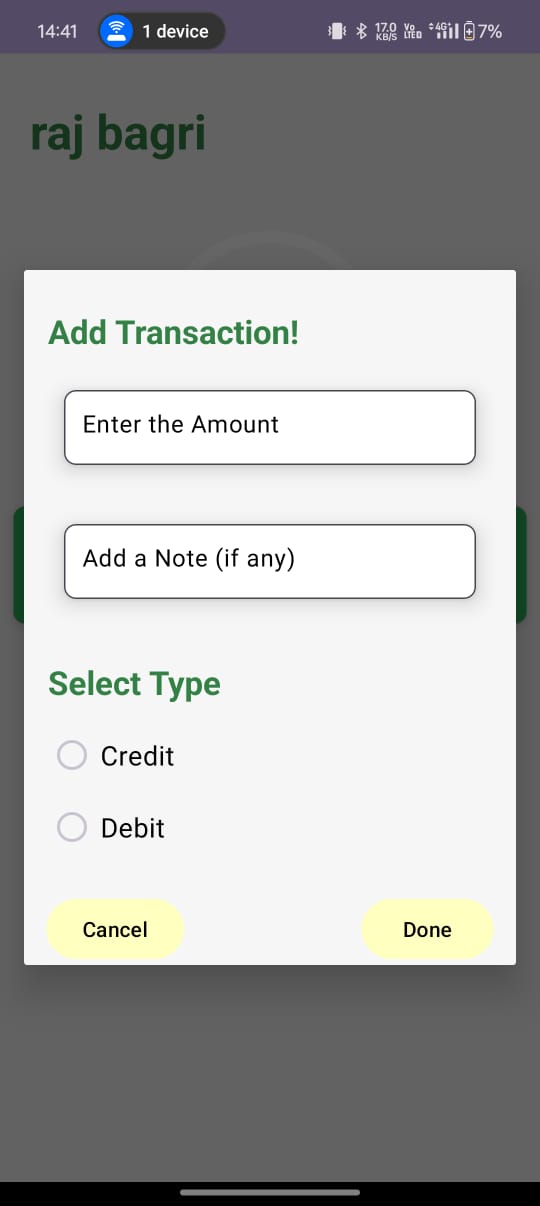 14:41 1 device 17.0 KB/S Vo LTED 4G+ 7%
raj bagri
Add Transaction!
Enter the Amount
Add a Note (if any)
Select Type
Credit
Debit
Cancel Done